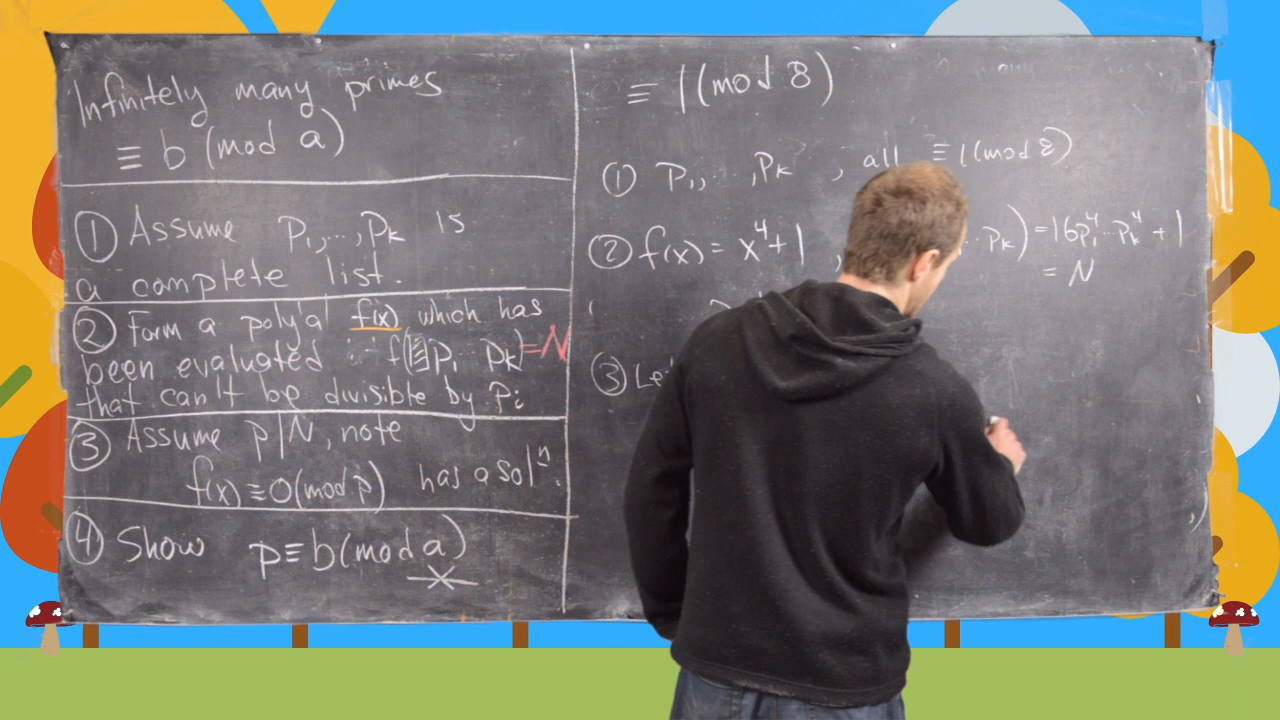 Infinitely many primes
≡ b (mod a)
① Assume P₁,...,Pₖ is
a complete list.
② Form a poly'al f(x) which has
been evaluated f( P₁ Pₖ) = N
that can't be divisible by Pᵢ
③ Assume p|N, note
f(x) ≡ 0(mod p) has a solⁿ.
④ Show p≡b(mod a)
≡ 1(mod 8)
① P₁,...,Pₖ, all ≡ 1(mod 8)
② f(x) = x⁴+1, ..Pₖ) = 16p₁⁴...pₖ⁴ + 1
= N
③ Le